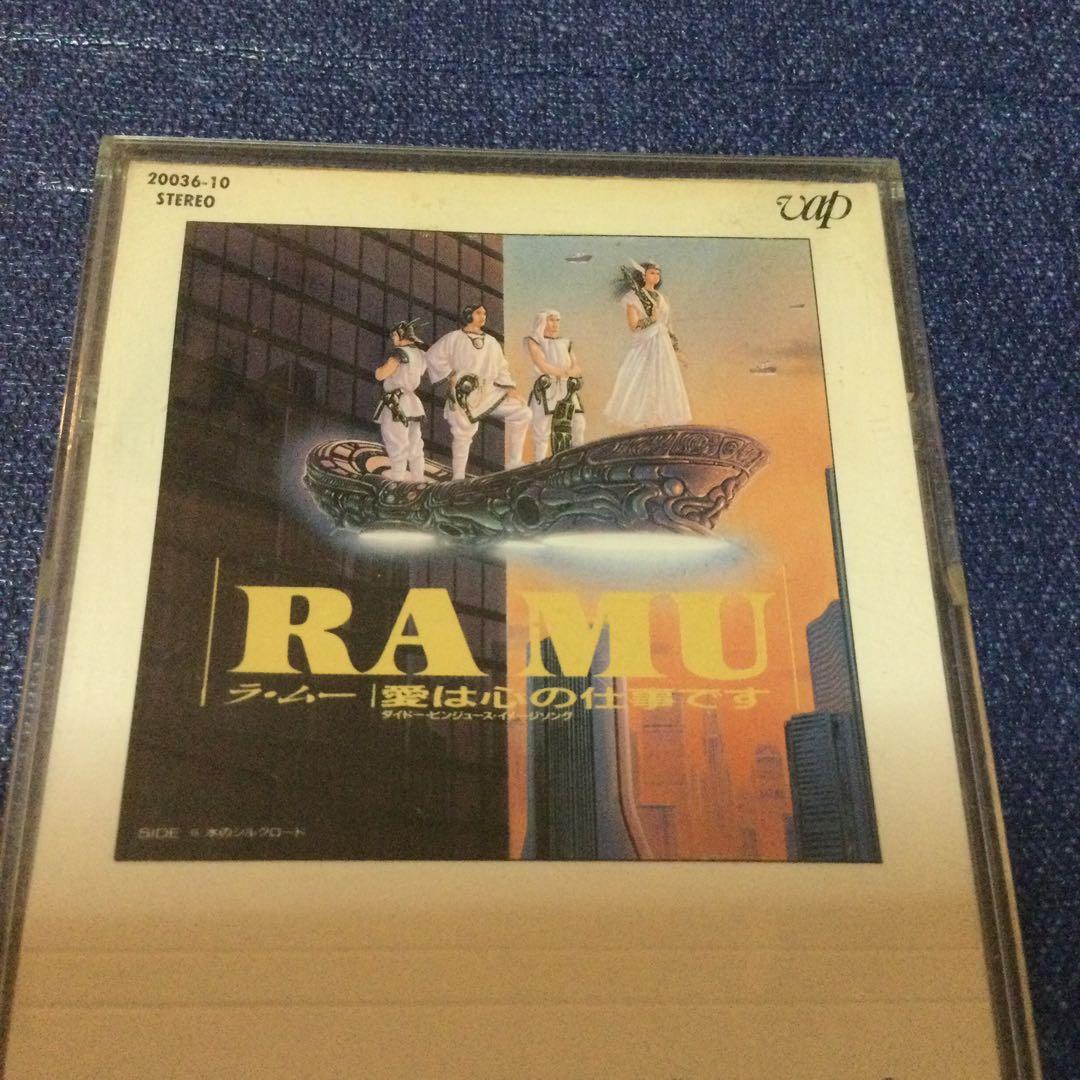 20036-10
STEREO
vap
RA MU
ラ・ムー 愛は心の仕事です
ダイドー・ピンジュース・イメージソング
SIDE B 水のシルクロード